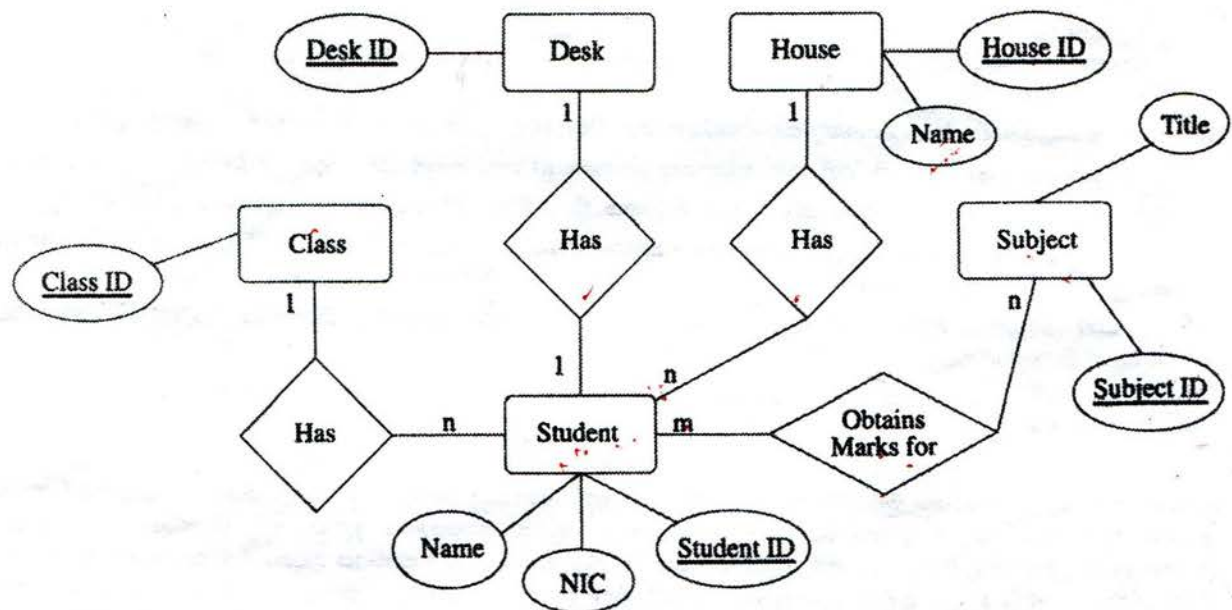 Desk ID
Desk
House
House ID
1
1
Name
Title
Class
Has
Has
Subject
Class ID
1
n
1
n
Subject ID
Has
n
Student
m
Obtains
Marks for
Name
NIC
Student ID